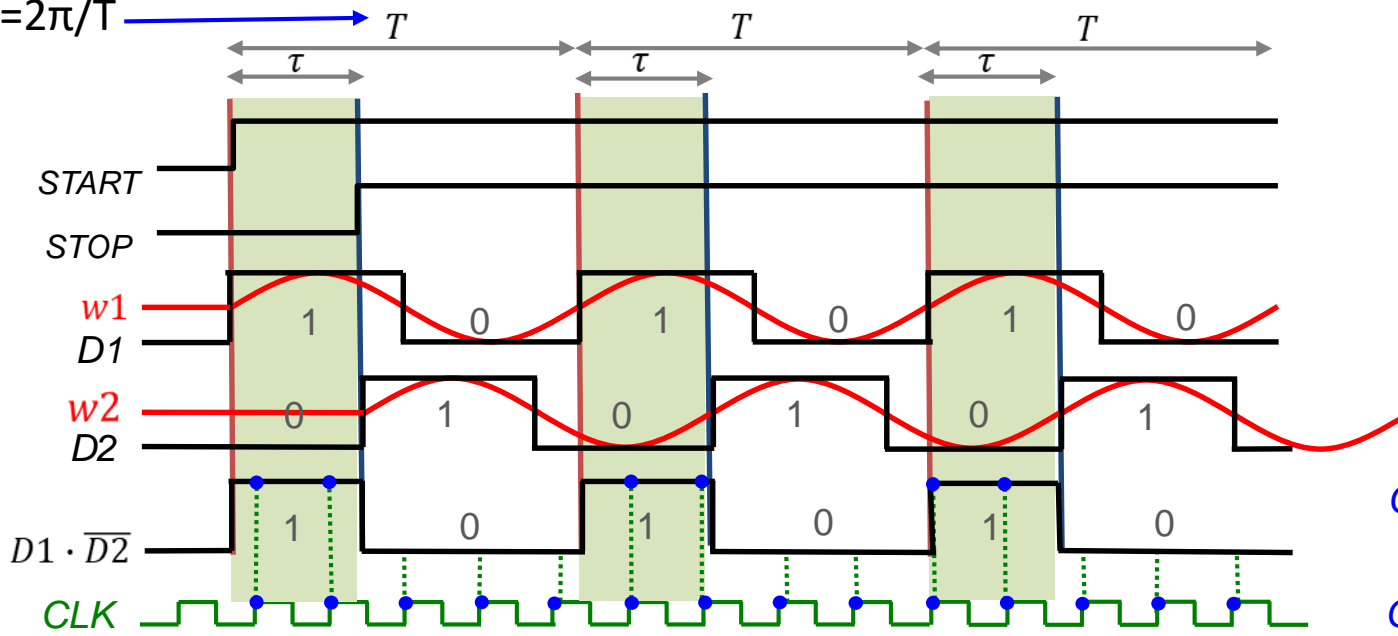 =2π/T
T T T
τ τ τ
START
STOP
w1
1 0 1 0 1 0
D1
w2
0 1 0 1 0 1
D2
1 0 1 0 1 0
D1 · \overline{D2}
CLK